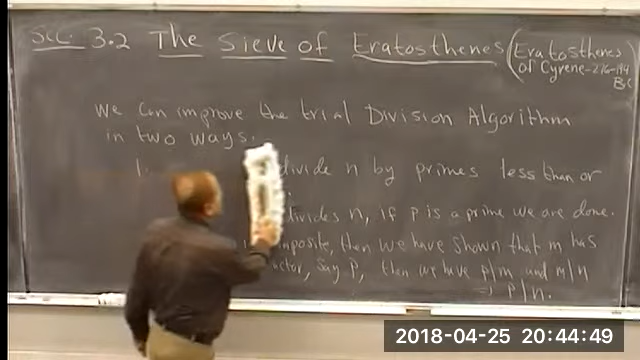 Sec. 3.2 The Sieve of Eratosthenes (Eratosthenes
of Cyrene-276-194
BC
We can improve the trial Division Algorithm
in two ways.
1. divide n by primes less than or
divides n, if p is a prime we are done.
then we have shown that m has
say p, then we have p|m and m|n
⇒ p|n.
2018-04-25 20:44:49